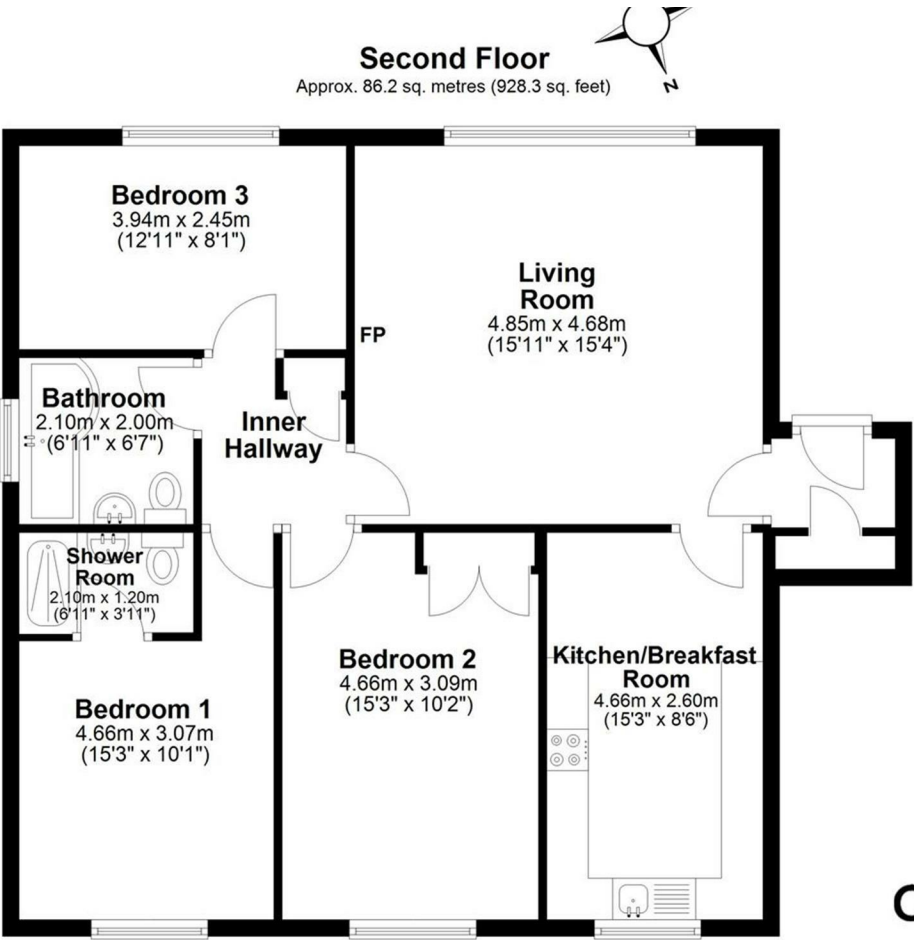 Second Floor
Approx. 86.2 sq. metres (928.3 sq. feet)
N
Bedroom 3
3.94m x 2.45m
(12'11" x 8'1")
Living
Room
4.85m x 4.68m
(15'11" x 15'4")
FP
Bathroom
2.10m x 2.00m
(6'11" x 6'7")
Inner
Hallway
Shower
Room
2.10m x 1.20m
(6'11" x 3'11")
Bedroom 1
4.66m x 3.07m
(15'3" x 10'1")
Bedroom 2
4.66m x 3.09m
(15'3" x 10'2")
Kitchen/Breakfast
Room
4.66m x 2.60m
(15'3" x 8'6")